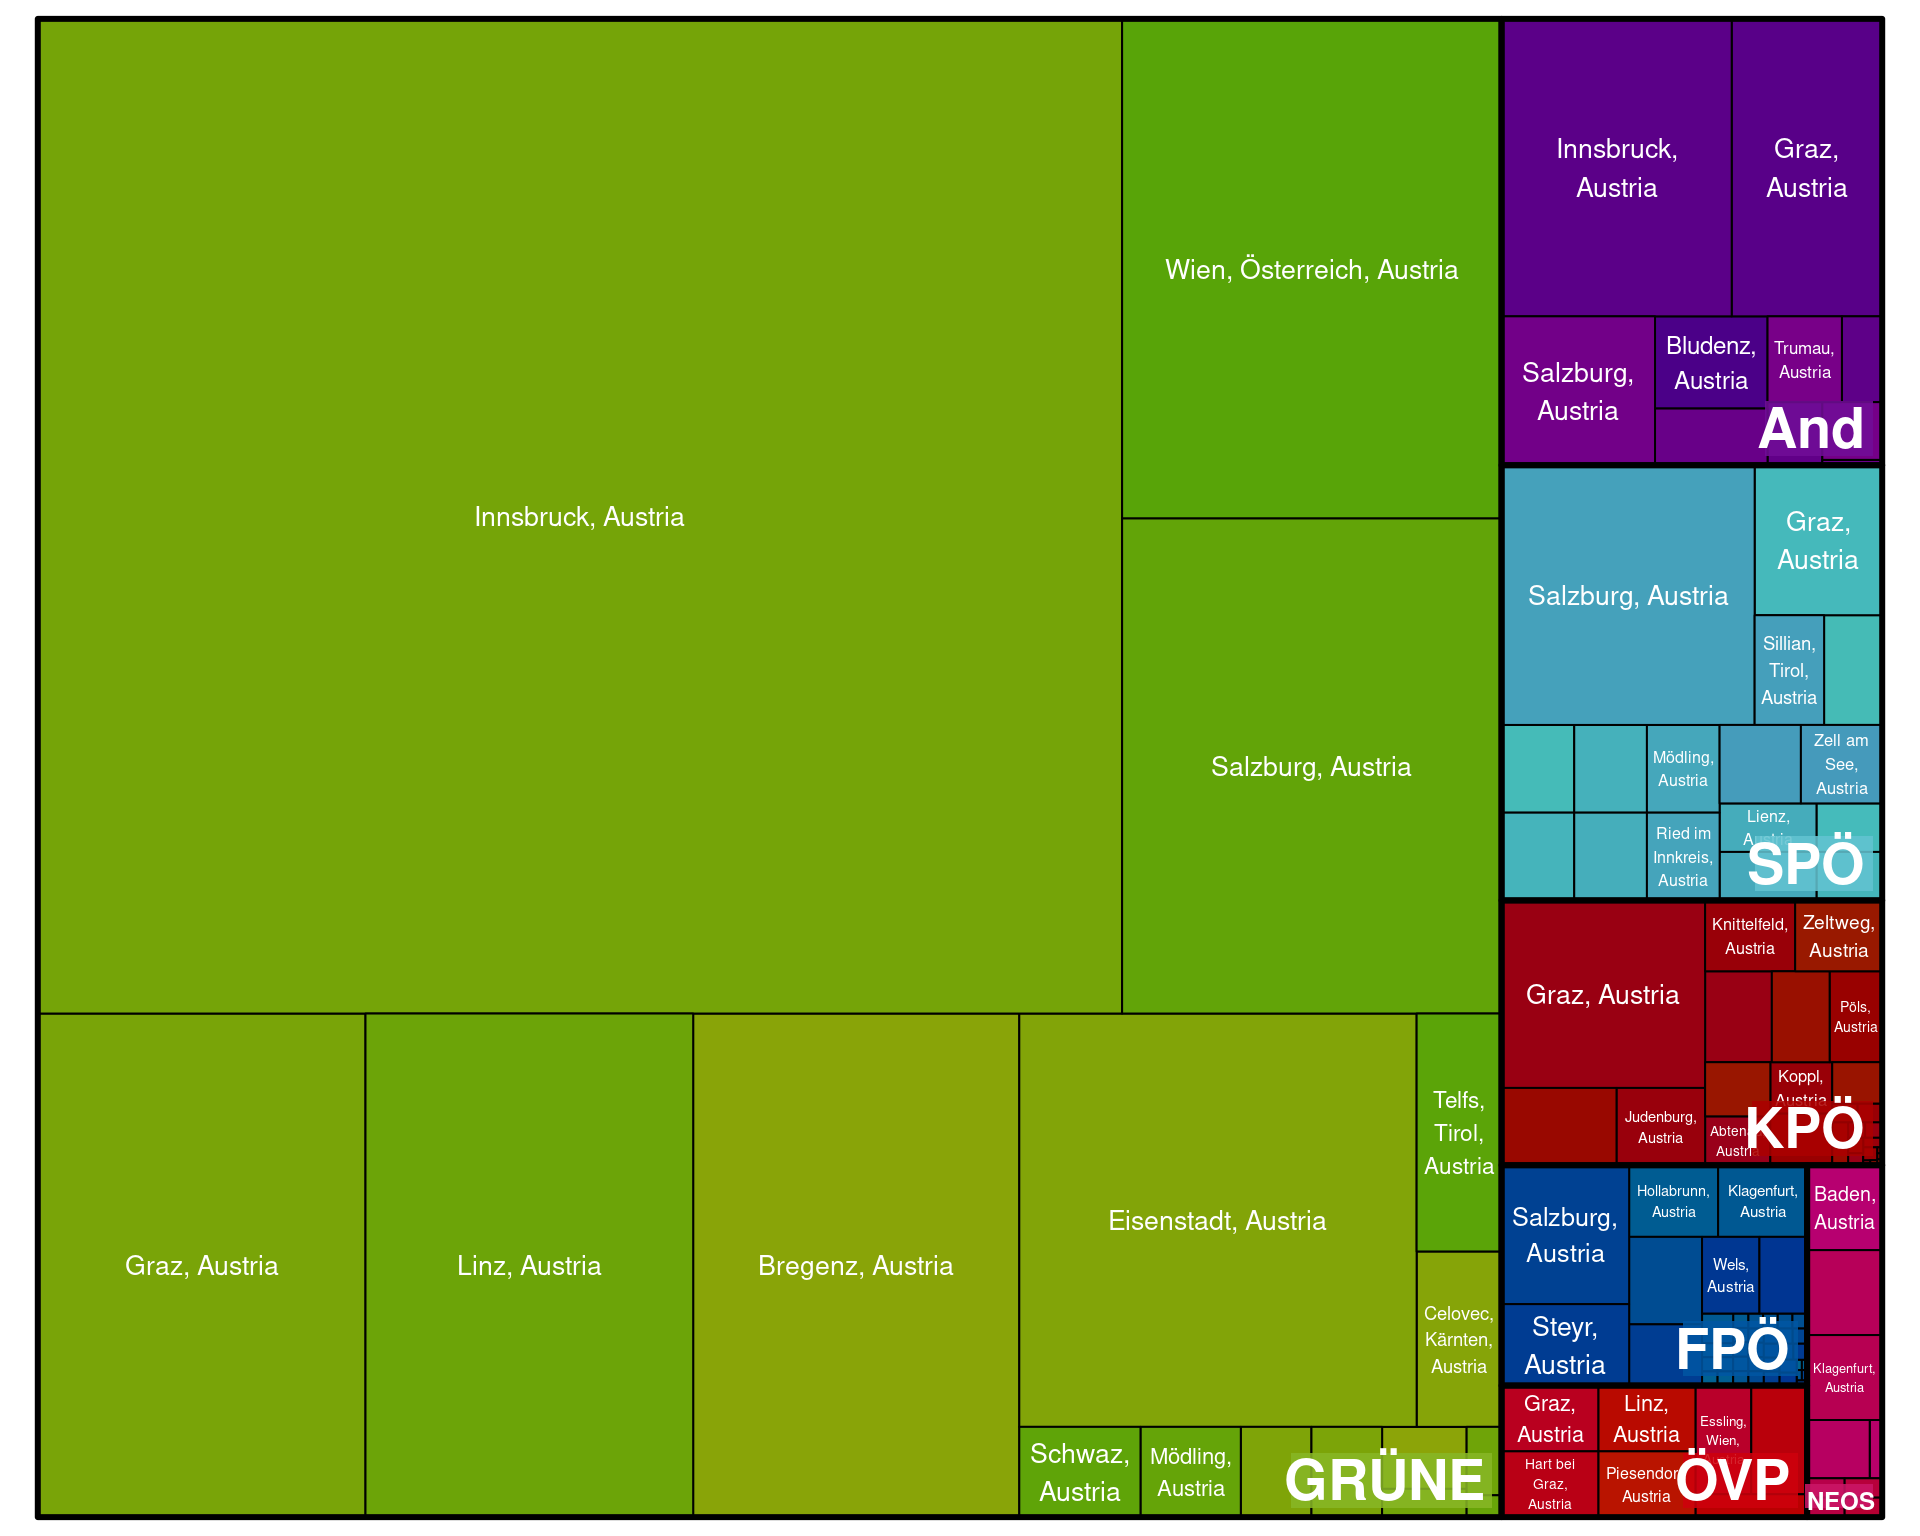 Innsbruck, Austria
Wien, Österreich, Austria
Salzburg, Austria
Graz, Austria
Linz, Austria
Bregenz, Austria
Eisenstadt, Austria
Telfs,
Tirol,
Austria
Celovec,
Kärnten,
Austria
Schwaz,
Austria
Mödling,
Austria
GRÜNE
Innsbruck,
Austria
Graz,
Austria
Salzburg,
Austria
Bludenz,
Austria
Trumau,
Austria
And
Salzburg, Austria
Graz,
Austria
Sillian,
Tirol,
Austria
Mödling,
Austria
Zell am
See,
Austria
Ried im
Innkreis,
Austria
Lienz,
Austria
SPÖ
Graz, Austria
Knittelfeld,
Austria
Zeltweg,
Austria
Pöls,
Austria
Koppl,
Austria
Judenburg,
Austria
Austria
KPÖ
Salzburg,
Austria
Hollabrunn,
Austria
Klagenfurt,
Austria
Wels,
Austria
Steyr,
Austria
FPÖ
Baden,
Austria
Klagenfurt,
Austria
NEOS
Graz,
Austria
Linz,
Austria
Essling,
Wien,
Hart bei
Graz,
Austria
Austria
ÖVP